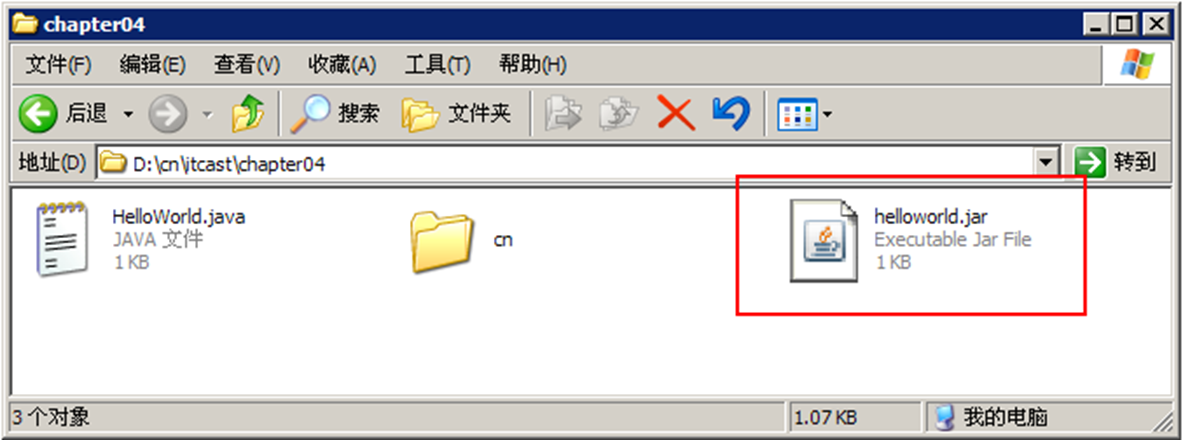 chapter04
文件(F) 编辑(E) 查看(V) 收藏(A) 工具(T) 帮助(H)
后退 搜索 文件夹
地址(D) D:\cn\itcast\chapter04 转到
HelloWorld.java
JAVA 文件
1 KB
cn
helloworld.jar
Executable Jar File
1 KB
3 个对象 1.07 KB 我的电脑